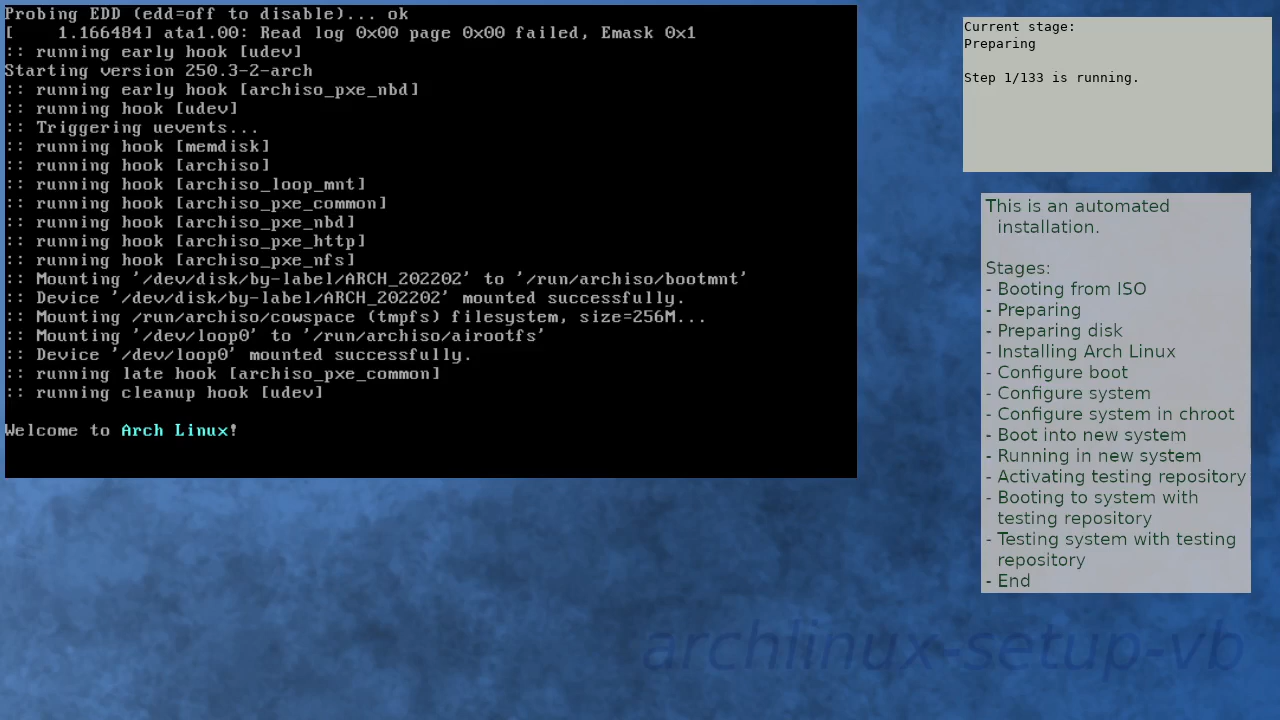 Probing EDD (edd=off to disable)... ok
[    1.166484] ata1.00: Read log 0x00 page 0x00 failed, Emask 0x1
:: running early hook [udev]
Starting version 250.3-2-arch
:: running early hook [archiso_pxe_nbd]
:: running hook [udev]
:: Triggering uevents...
:: running hook [memdisk]
:: running hook [archiso]
:: running hook [archiso_loop_mnt]
:: running hook [archiso_pxe_common]
:: running hook [archiso_pxe_nbd]
:: running hook [archiso_pxe_http]
:: running hook [archiso_pxe_nfs]
:: Mounting '/dev/disk/by-label/ARCH_202202' to '/run/archiso/bootmnt'
:: Device '/dev/disk/by-label/ARCH_202202' mounted successfully.
:: Mounting /run/archiso/cowspace (tmpfs) filesystem, size=256M...
:: Mounting '/dev/loop0' to '/run/archiso/airootfs'
:: Device '/dev/loop0' mounted successfully.
:: running late hook [archiso_pxe_common]
:: running cleanup hook [udev]
Welcome to Arch Linux!
Current stage:
Preparing
Step 1/133 is running.
This is an automated
installation.
Stages:
- Booting from ISO
- Preparing
- Preparing disk
- Installing Arch Linux
- Configure boot
- Configure system
- Configure system in chroot
- Boot into new system
- Running in new system
- Activating testing repository
- Booting to system with
testing repository
- Testing system with testing
repository
- End
archlinux-setup-vb